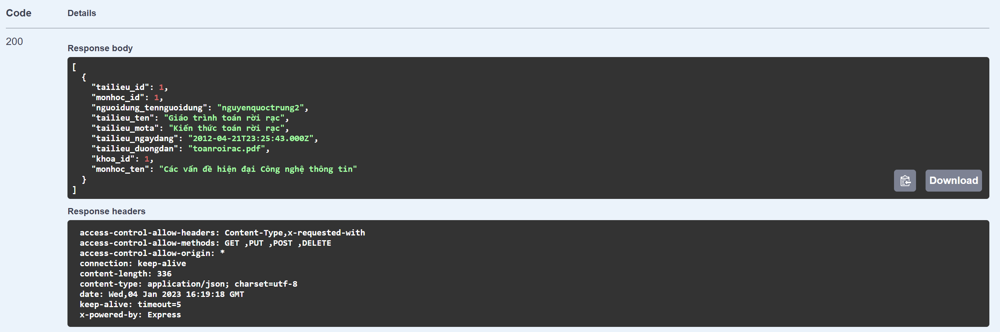 Code Details
200
Response body
[
{
"tailieu_id": 1,
"monhoc_id": 1,
"nguoidung_tennguoidung": "nguyenquoctrung2",
"tailieu_ten": "Giáo trình toán rời rạc",
"tailieu_mota": "Kiến thức toán rời rạc",
"tailieu_ngaydang": "2012-04-21T23:25:43.000Z",
"tailieu_duongdan": "toanroirac.pdf",
"khoa_id": 1,
"monhoc_ten": "Các vấn đề hiện đại Công nghệ thông tin"
}
]
Download
Response headers
access-control-allow-headers: Content-Type,x-requested-with
access-control-allow-methods: GET ,PUT ,POST ,DELETE
access-control-allow-origin: *
connection: keep-alive
content-length: 336
content-type: application/json; charset=utf-8
date: Wed,04 Jan 2023 16:19:18 GMT
keep-alive: timeout=5
x-powered-by: Express